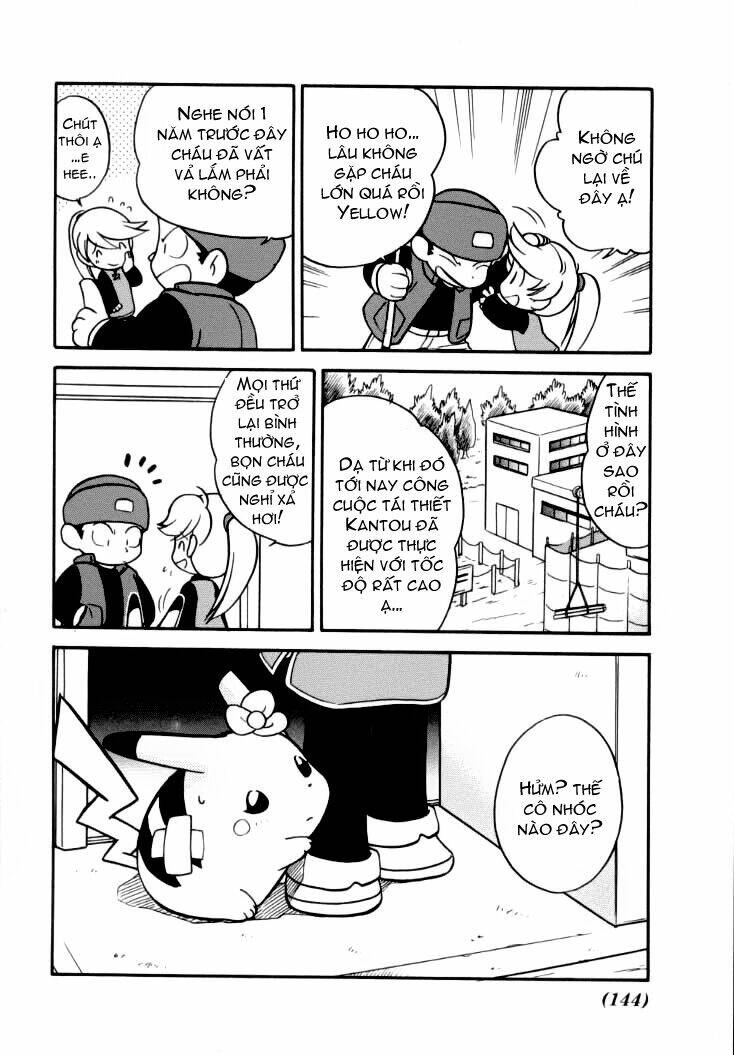 KHÔNG
NGỜ CHÚ
LẠI VỀ
ĐÂY Ạ!
HO HO HO...
LÂU KHÔNG
GẶP CHÁU
LỚN QUÁ RỒI
YELLOW!
NGHE NÓI 1
NĂM TRƯỚC ĐÂY
CHÁU ĐÃ VẤT
VẢ LẮM PHẢI
KHÔNG?
CHÚT
THÔI Ạ
...E
HEE..
THẾ
TÌNH
HÌNH
Ở ĐÂY
SAO
RỒI
CHÁU?
DẠ TỪ KHI ĐÓ
TỚI NAY CÔNG
CUỘC TÁI THIẾT
KANTOU ĐÃ
ĐƯỢC THỰC
HIỆN VỚI TỐC
ĐỘ RẤT CAO
Ạ...
MỌI THỨ
ĐỀU TRỞ
LẠI BÌNH
THƯỜNG,
BỌN CHÁU
CŨNG ĐƯỢC
NGHỈ XẢ
HƠI!
HỬM? THẾ
CÔ NHÓC
NÀO ĐÂY?
(144)